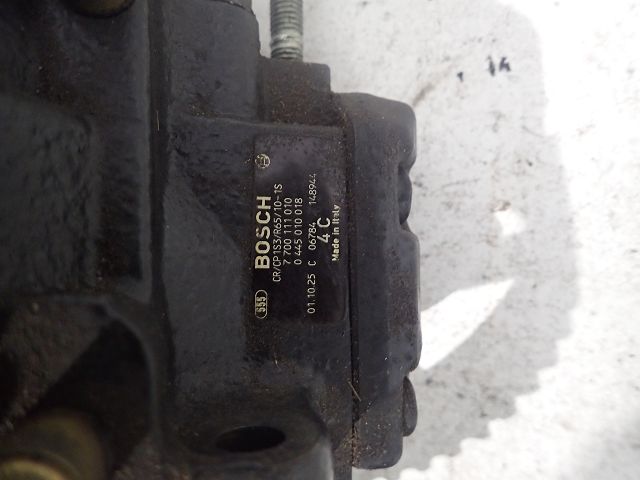 BOSCH
CR/CP1S3/R65/10-1S
7 700 111 010
0 445 010 018
555
01.10.25 C 06784 148944
4 C
Made in Italy